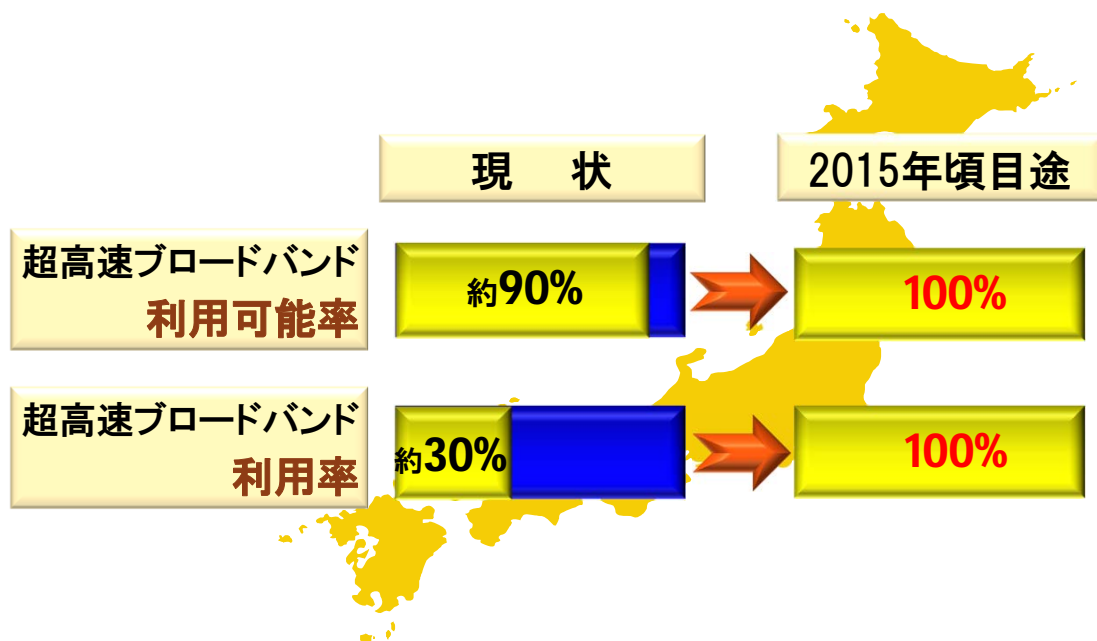 現 状
2015年頃目途
超高速ブロードバンド
利用可能率
約90%
100%
超高速ブロードバンド
利用率
約30%
100%